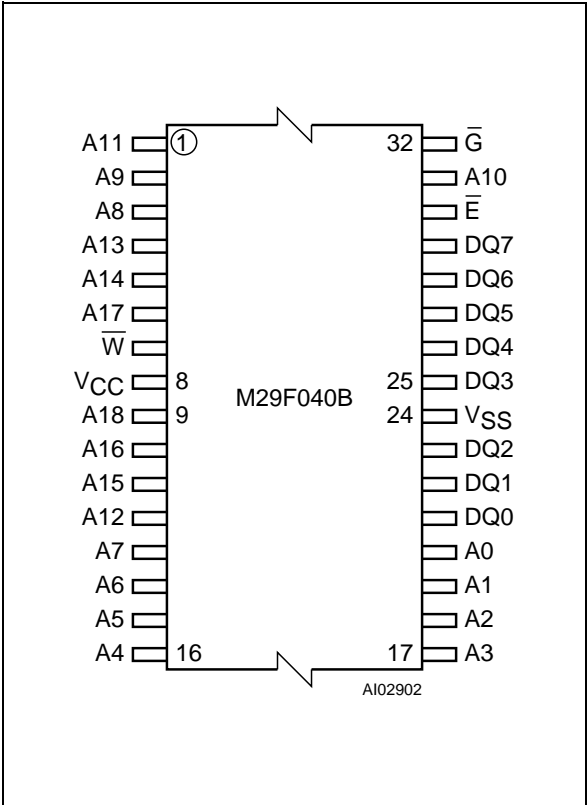 A11 1 32 G̅
A9 A10
A8 E̅
A13 DQ7
A14 DQ6
A17 DQ5
W̅ DQ4
VCC 8 25 DQ3
M29F040B
A18 9 24 VSS
A16 DQ2
A15 DQ1
A12 DQ0
A7 A0
A6 A1
A5 A2
A4 16 17 A3
AI02902